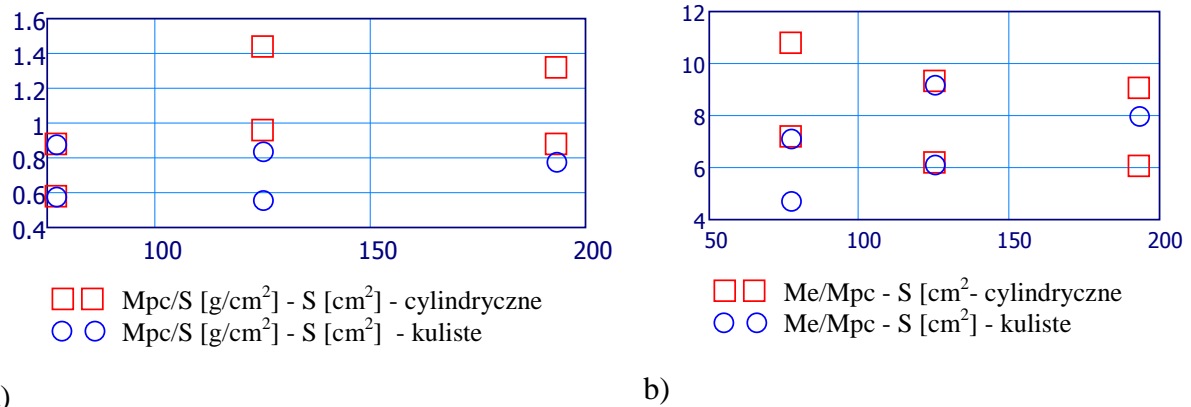 1.6
1.4
1.2
1
0.8
0.6
0.4
100 150 200
Mpc/S [g/cm²] - S [cm²] - cylindryczne
Mpc/S [g/cm²] - S [cm²] - kuliste
)
12
10
8
6
4
50 100 150 200
Me/Mpc - S [cm²- cylindryczne
Me/Mpc - S [cm²] - kuliste
b)